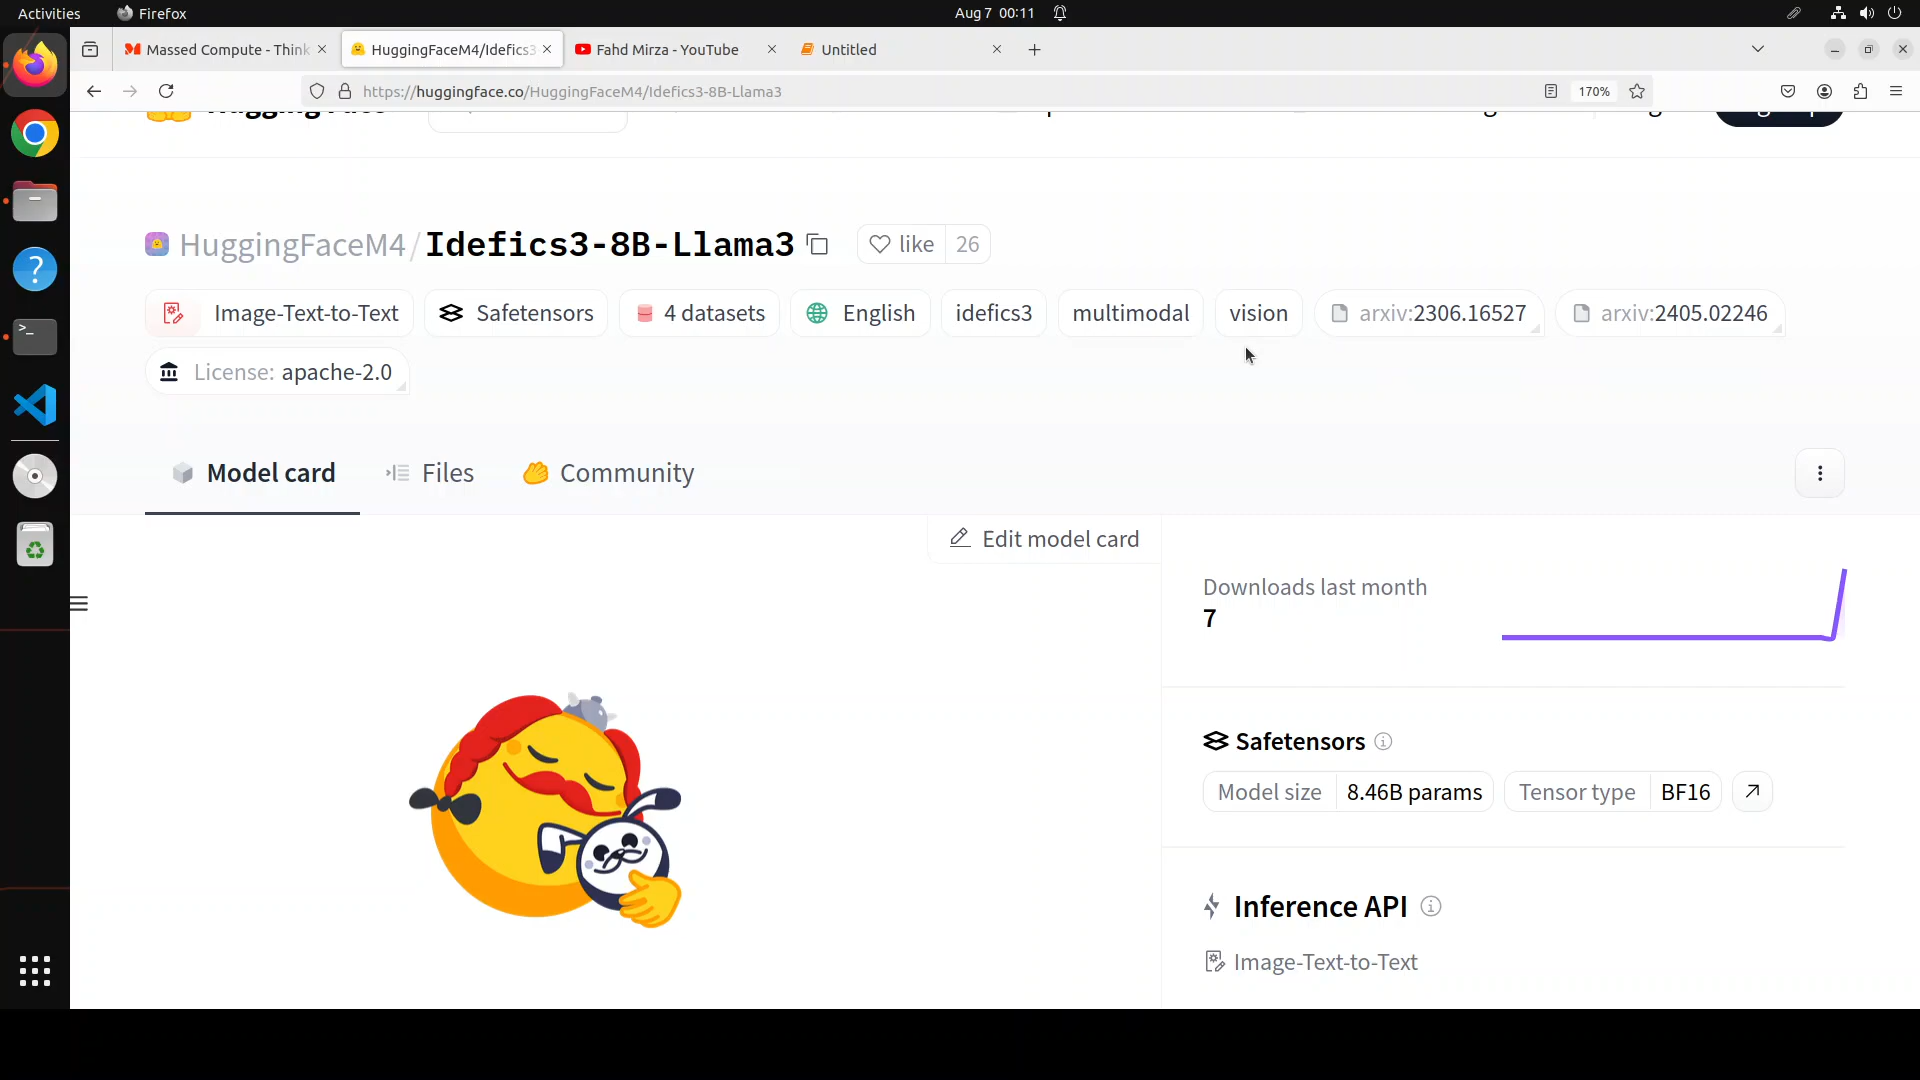 Activities Firefox Aug 7 00:11
Massed Compute - Think HuggingFaceM4/Idefics3 Fahd Mirza - YouTube Untitled
https://huggingface.co/HuggingFaceM4/Idefics3-8B-Llama3 170%
HuggingFaceM4/Idefics3-8B-Llama3 like 26
Image-Text-to-Text Safetensors 4 datasets English idefics3 multimodal vision arxiv:2306.16527 arxiv:2405.02246
License: apache-2.0
Model card Files Community
Edit model card
Downloads last month
7
Safetensors
Model size 8.46B params Tensor type BF16
Inference API
Image-Text-to-Text